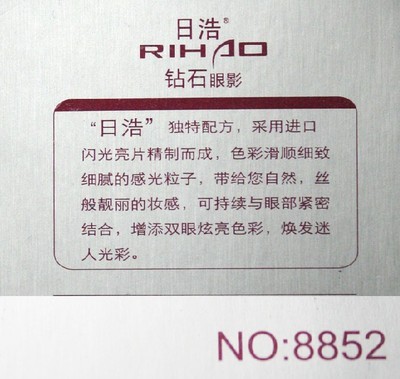 日浩®
RIHAO
钻石眼影
“日浩”独特配方，采用进口
闪光亮片精制而成，色彩滑顺细致
细腻的感光粒子，带给您自然，丝
般靓丽的妆感，可持续与眼部紧密
结合，增添双眼炫亮色彩，焕发迷
人光彩。
NO:8852